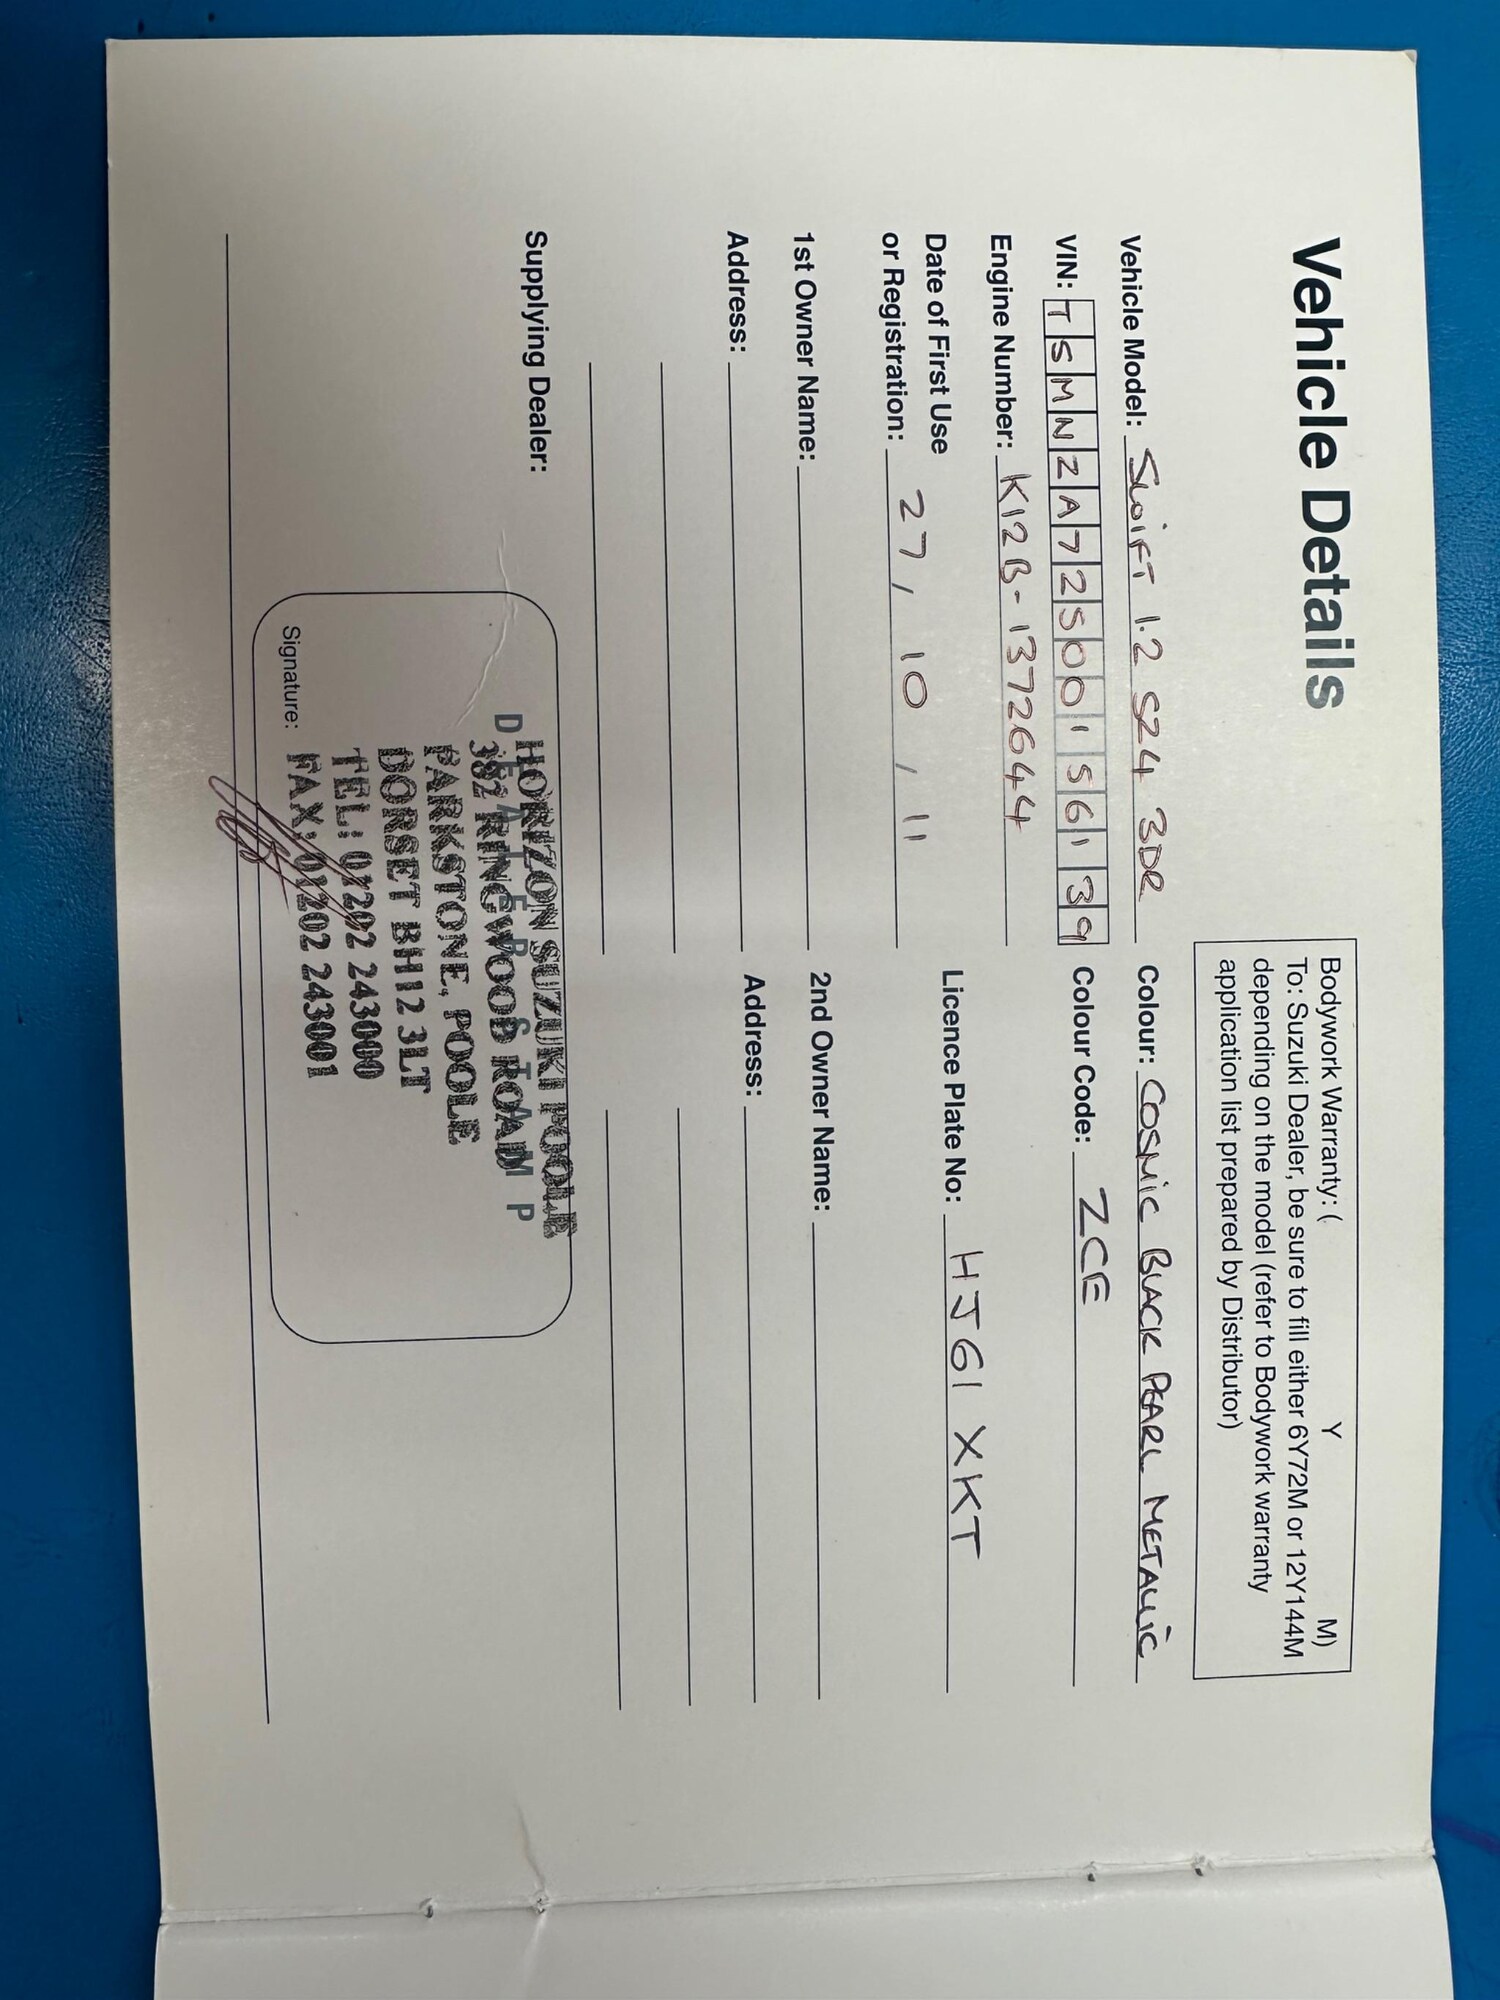 Vehicle Details
Bodywork Warranty: ( Y M)
To: Suzuki Dealer, be sure to fill either 6Y72M or 12Y144M
depending on the model (refer to Bodywork warranty
application list prepared by Distributor)
Vehicle Model: SWIFT 1.2 SZ4 3DR Colour: COSMIC BLACK PEARL METALLIC
VIN: TSMNZA72S00156139 Colour Code: ZCE
Engine Number: K12B-1372644
Date of First Use
or Registration: 27 / 10 / 11 Licence Plate No: HJ61 XKT
1st Owner Name: 2nd Owner Name:
Address: Address:
Supplying Dealer:
DEALER STAMP
HORIZON SUZUKI POOLE
382 RINGWOOD ROAD
PARKSTONE, POOLE
DORSET BH12 3LT
TEL: 01202 243000
FAX: 01202 243001
Signature: